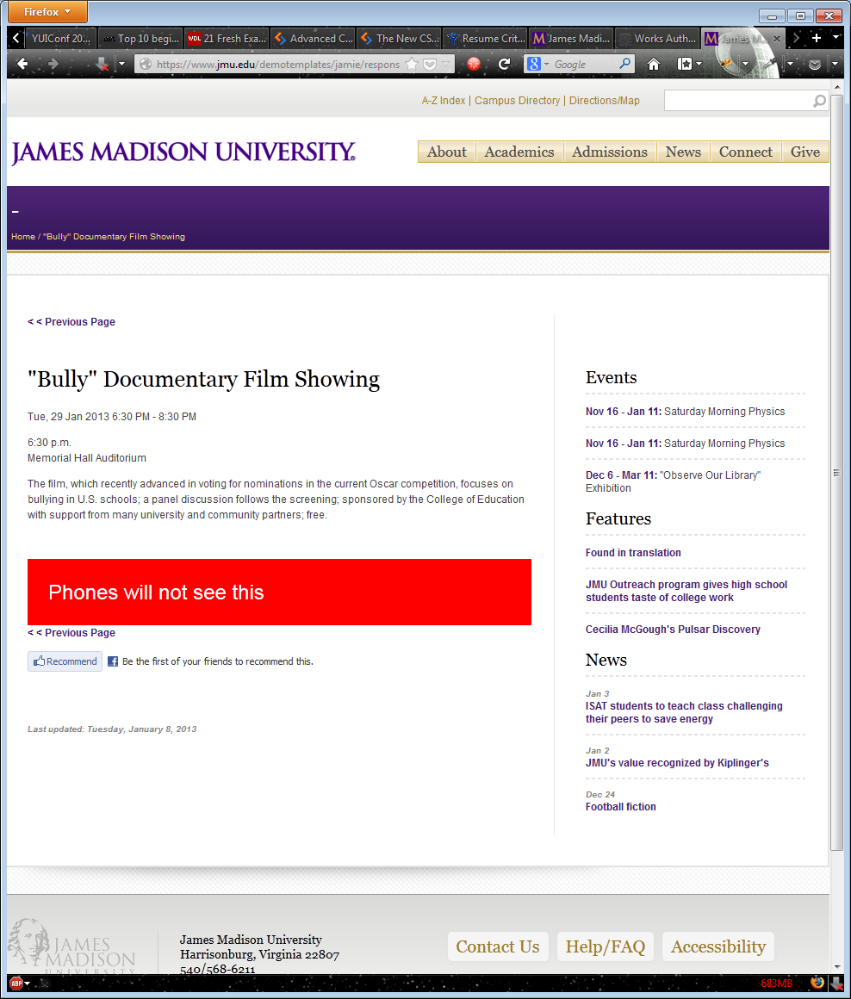 Firefox
YUIConf 20...
Top 10 begi...
WDL 21 Fresh Exa...
Advanced C...
The New CS...
Resume Crit...
M James Madi...
Works Auth...
M James M...
https://www.jmu.edu/demotemplates/jamie/respons
Google
A-Z Index | Campus Directory | Directions/Map
JAMES MADISON UNIVERSITY®
About
Academics
Admissions
News
Connect
Give
-
Home / "Bully" Documentary Film Showing
< < Previous Page
"Bully" Documentary Film Showing
Tue, 29 Jan 2013 6:30 PM - 8:30 PM
6:30 p.m.
Memorial Hall Auditorium
The film, which recently advanced in voting for nominations in the current Oscar competition, focuses on
bullying in U.S. schools; a panel discussion follows the screening; sponsored by the College of Education
with support from many university and community partners; free.
Phones will not see this
< < Previous Page
Recommend
Be the first of your friends to recommend this.
Last updated: Tuesday, January 8, 2013
Events
Nov 16 - Jan 11: Saturday Morning Physics
Nov 16 - Jan 11: Saturday Morning Physics
Dec 6 - Mar 11: "Observe Our Library"
Exhibition
Features
Found in translation
JMU Outreach program gives high school
students taste of college work
Cecilia McGough's Pulsar Discovery
News
Jan 3
ISAT students to teach class challenging
their peers to save energy
Jan 2
JMU's value recognized by Kiplinger's
Dec 24
Football fiction
JAMES
MADISON
UNIVERSITY
James Madison University
Harrisonburg, Virginia 22807
540/568-6211
Contact Us
Help/FAQ
Accessibility
ABP
683MB